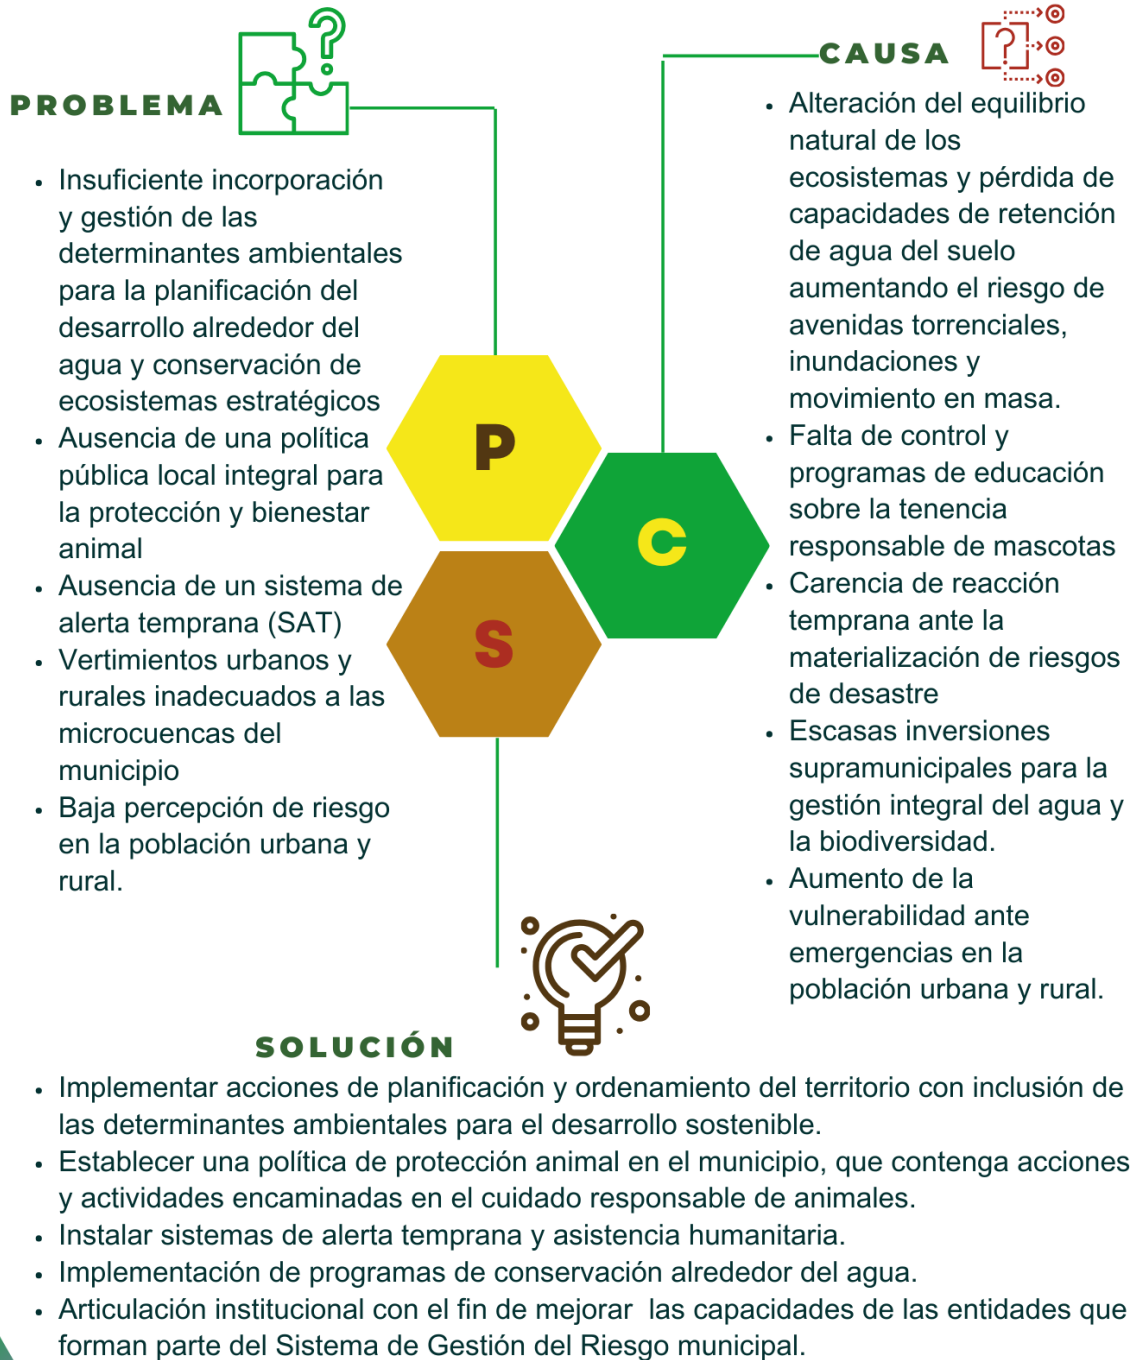 PROBLEMA
• Insuficiente incorporación
y gestión de las
determinantes ambientales
para la planificación del
desarrollo alrededor del
agua y conservación de
ecosistemas estratégicos
• Ausencia de una política
pública local integral para
la protección y bienestar
animal
• Ausencia de un sistema de
alerta temprana (SAT)
• Vertimientos urbanos y
rurales inadecuados a las
microcuencas del
municipio
• Baja percepción de riesgo
en la población urbana y
rural.
P
C
S
CAUSA
• Alteración del equilibrio
natural de los
ecosistemas y pérdida de
capacidades de retención
de agua del suelo
aumentando el riesgo de
avenidas torrenciales,
inundaciones y
movimiento en masa.
• Falta de control y
programas de educación
sobre la tenencia
responsable de mascotas
• Carencia de reacción
temprana ante la
materialización de riesgos
de desastre
• Escasas inversiones
supramunicipales para la
gestión integral del agua y
la biodiversidad.
• Aumento de la
vulnerabilidad ante
emergencias en la
población urbana y rural.
SOLUCIÓN
• Implementar acciones de planificación y ordenamiento del territorio con inclusión de
las determinantes ambientales para el desarrollo sostenible.
• Establecer una política de protección animal en el municipio, que contenga acciones
y actividades encaminadas en el cuidado responsable de animales.
• Instalar sistemas de alerta temprana y asistencia humanitaria.
• Implementación de programas de conservación alrededor del agua.
• Articulación institucional con el fin de mejorar  las capacidades de las entidades que
forman parte del Sistema de Gestión del Riesgo municipal.